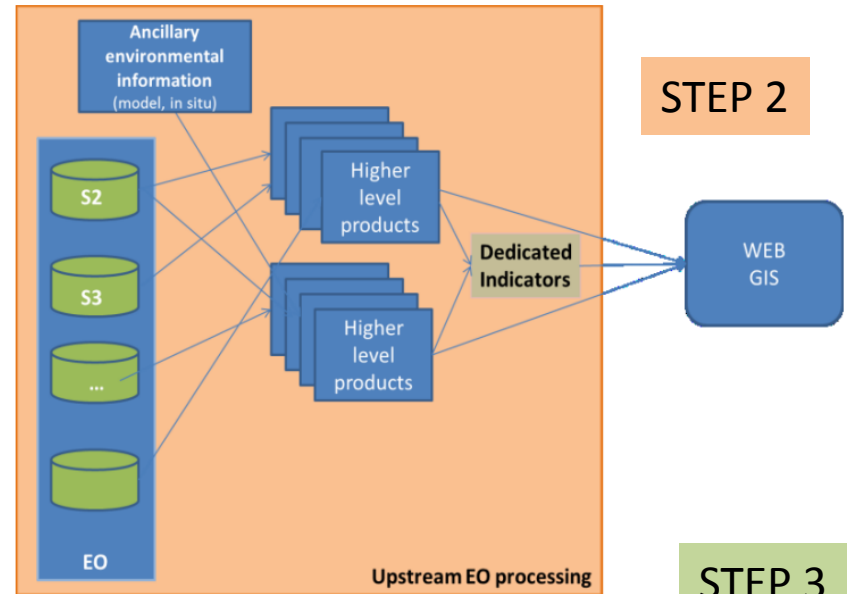 Ancillary
environmental
information
(model, in situ)
STEP 2
S2
Higher
level
products
Dedicated
Indicators
WEB
GIS
S3
Higher
level
products
...
EO
Upstream EO processing
STEP 3